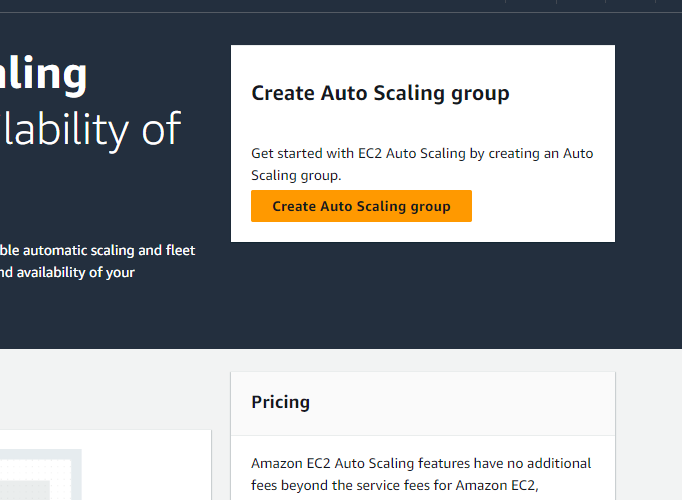 aling
ilability of
ble automatic scaling and fleet
nd availability of your
Create Auto Scaling group
Get started with EC2 Auto Scaling by creating an Auto
Scaling group.
Create Auto Scaling group
Pricing
Amazon EC2 Auto Scaling features have no additional
fees beyond the service fees for Amazon EC2,